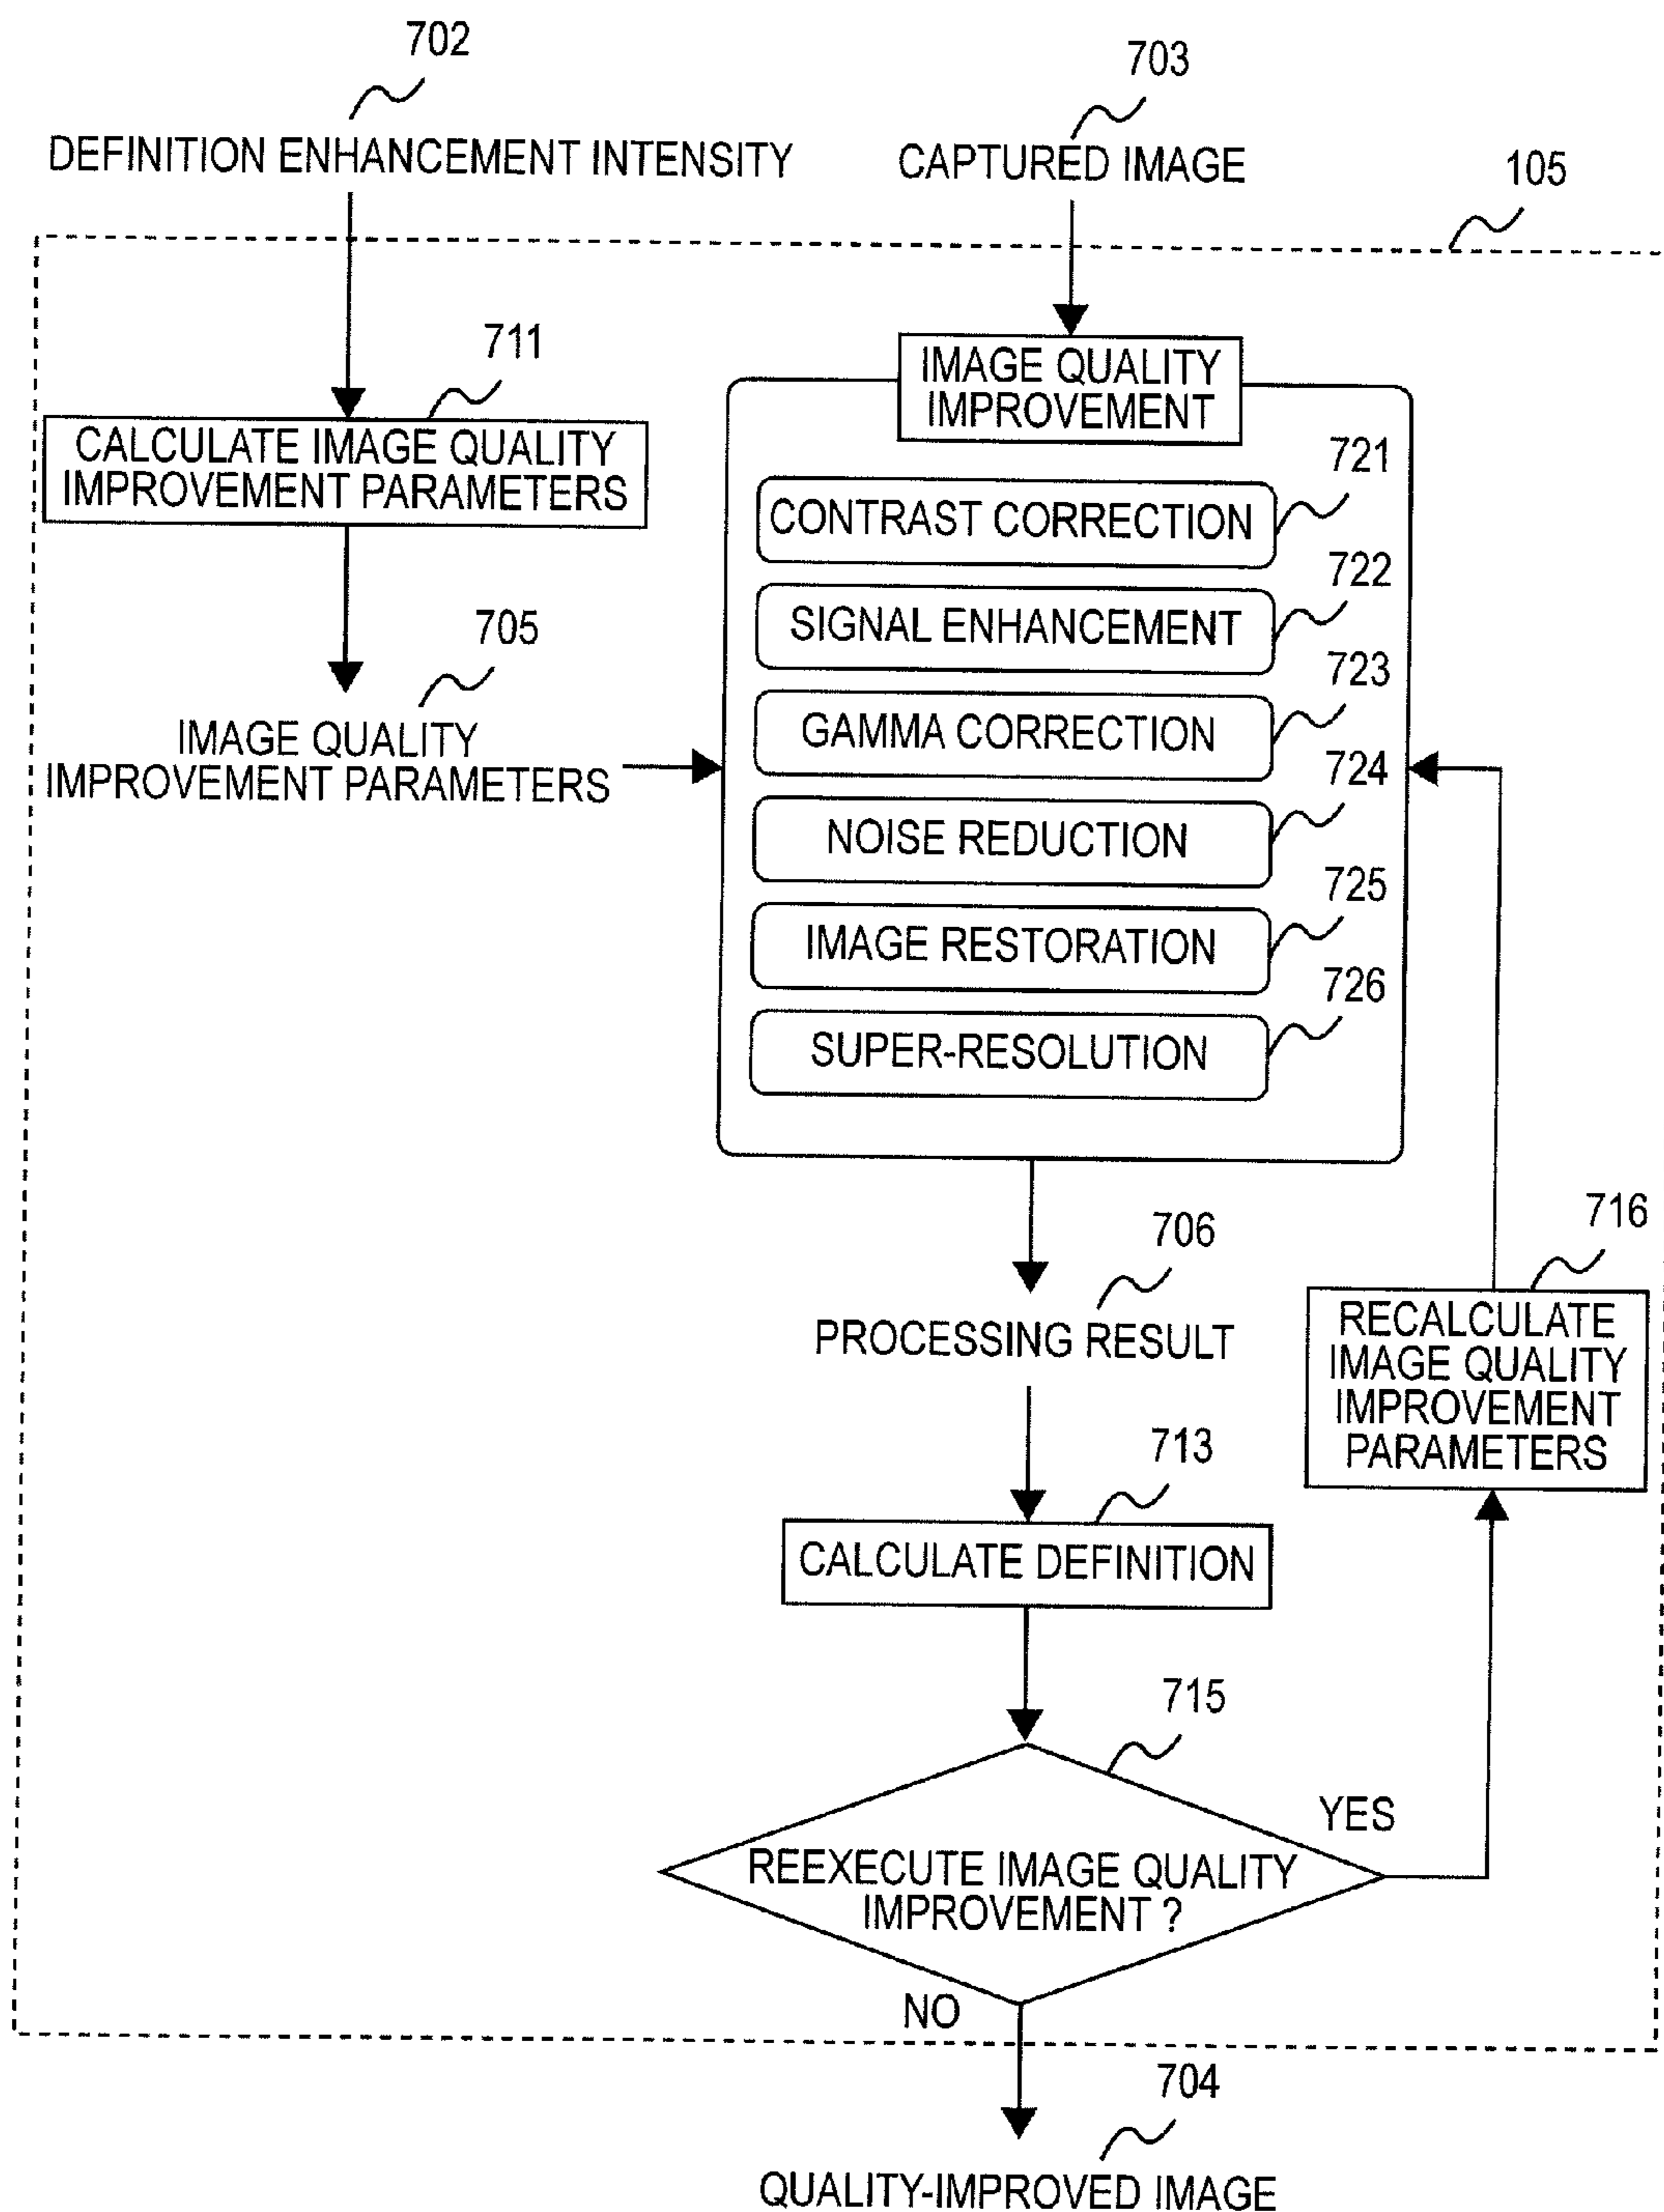 702
703
DEFINITION ENHANCEMENT INTENSITY
CAPTURED IMAGE
105
711
CALCULATE IMAGE QUALITY
IMPROVEMENT PARAMETERS
IMAGE QUALITY
IMPROVEMENT
721
CONTRAST CORRECTION
722
SIGNAL ENHANCEMENT
705
IMAGE QUALITY
IMPROVEMENT PARAMETERS
723
GAMMA CORRECTION
724
NOISE REDUCTION
725
IMAGE RESTORATION
726
SUPER-RESOLUTION
706
PROCESSING RESULT
716
RECALCULATE
IMAGE QUALITY
IMPROVEMENT
PARAMETERS
713
CALCULATE DEFINITION
715
YES
REEXECUTE IMAGE QUALITY
IMPROVEMENT ?
NO
704
QUALITY-IMPROVED IMAGE